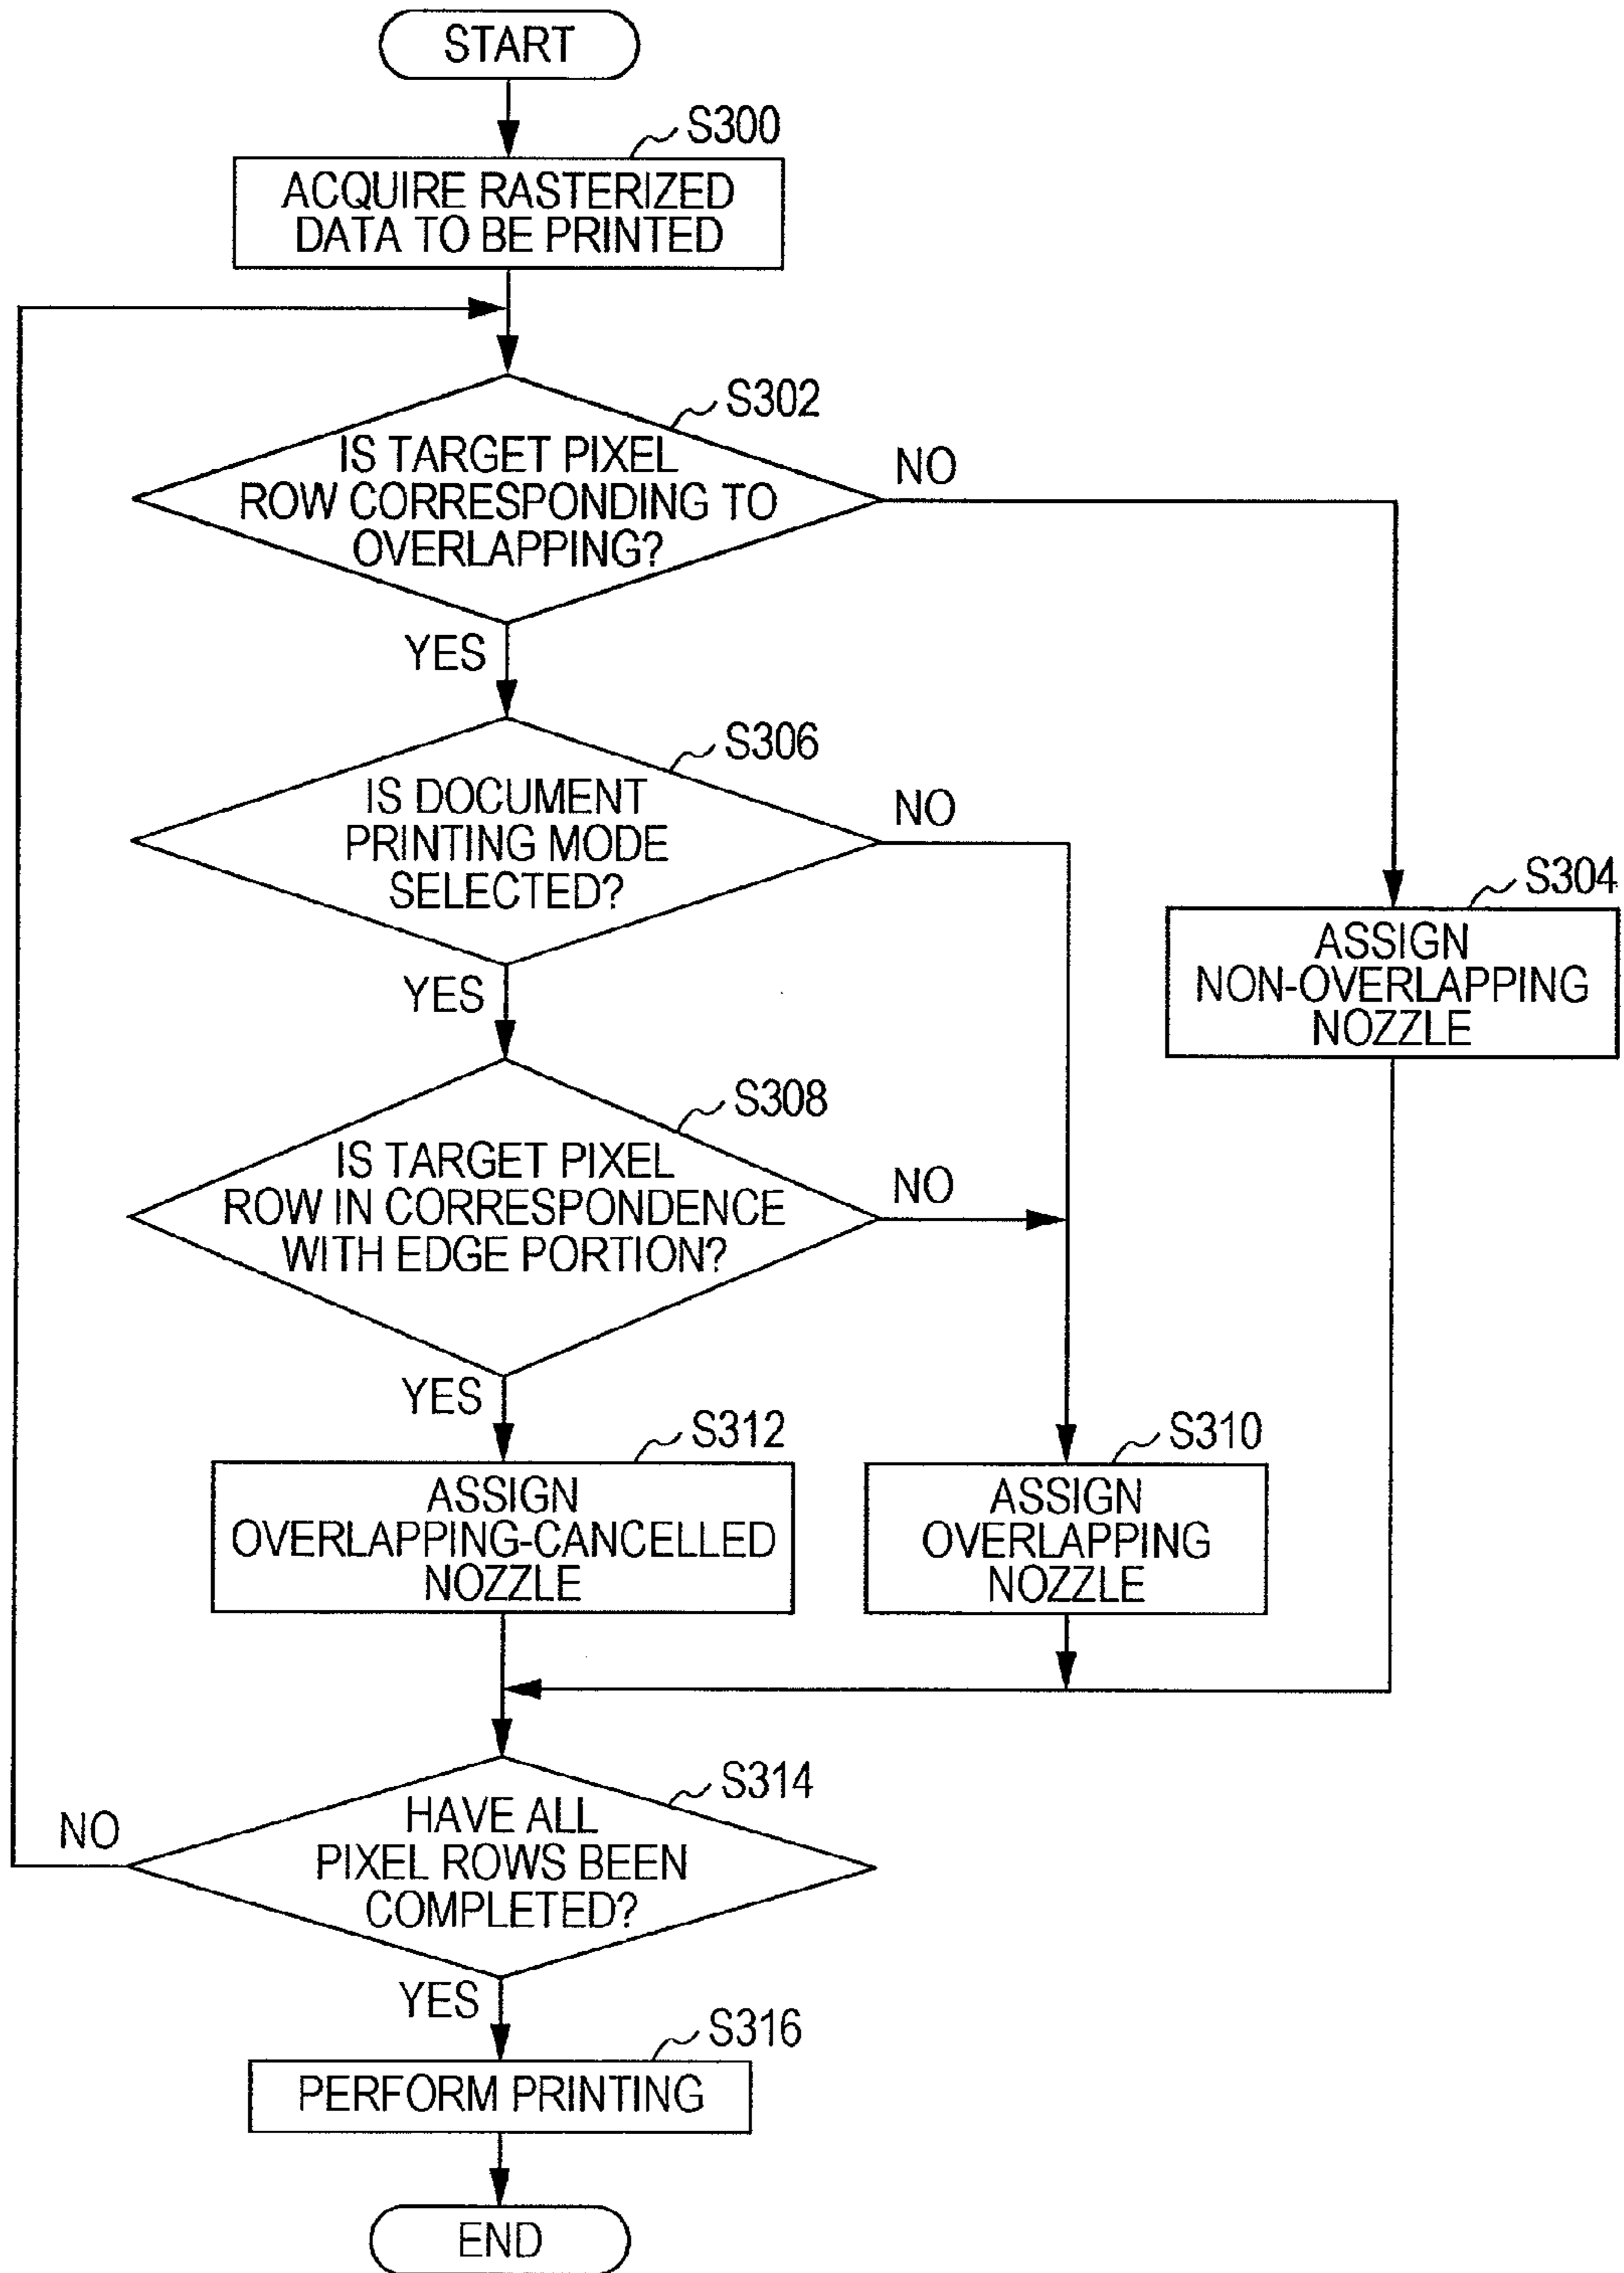 START
S300
ACQUIRE RASTERIZED
DATA TO BE PRINTED
S302
IS TARGET PIXEL
ROW CORRESPONDING TO
OVERLAPPING?
NO
YES
S306
IS DOCUMENT
PRINTING MODE
SELECTED?
NO
YES
S304
ASSIGN
NON-OVERLAPPING
NOZZLE
S308
IS TARGET PIXEL
ROW IN CORRESPONDENCE
WITH EDGE PORTION?
NO
YES
S312
ASSIGN
OVERLAPPING-CANCELLED
NOZZLE
S310
ASSIGN
OVERLAPPING
NOZZLE
S314
HAVE ALL
PIXEL ROWS BEEN
COMPLETED?
NO
YES
S316
PERFORM PRINTING
END